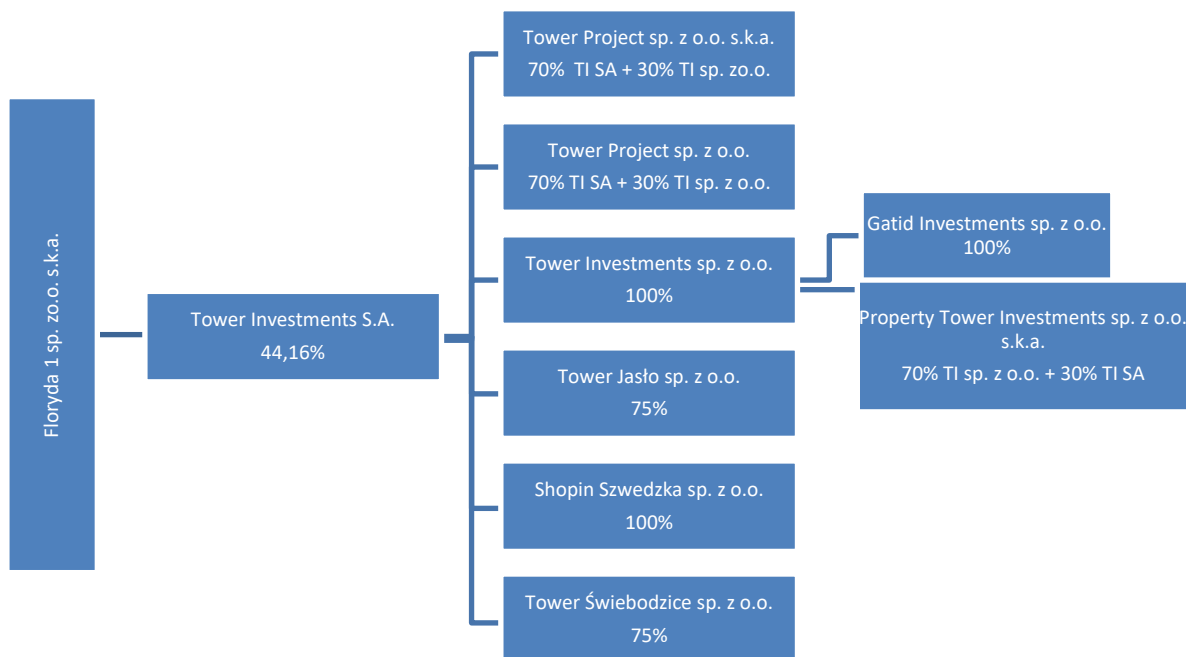 Floryda 1 sp. zo.o. s.k.a.
Tower Investments S.A.
44,16%
Tower Project sp. z o.o. s.k.a.
70% TI SA + 30% TI sp. zo.o.
Tower Project sp. z o.o.
70% TI SA + 30% TI sp. z o.o.
Tower Investments sp. z o.o.
100%
Tower Jasło sp. z o.o.
75%
Shopin Szwedzka sp. z o.o.
100%
Tower Świebodzice sp. z o.o.
75%
Gatid Investments sp. z o.o.
100%
Property Tower Investments sp. z o.o.
s.k.a.
70% TI sp. z o.o. + 30% TI SA